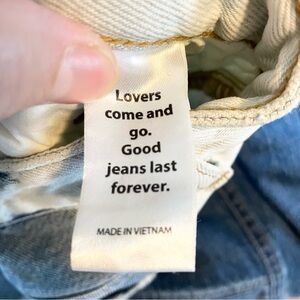 Lovers
come and
go.
Good
jeans last
forever.
MADE IN VIETNAM